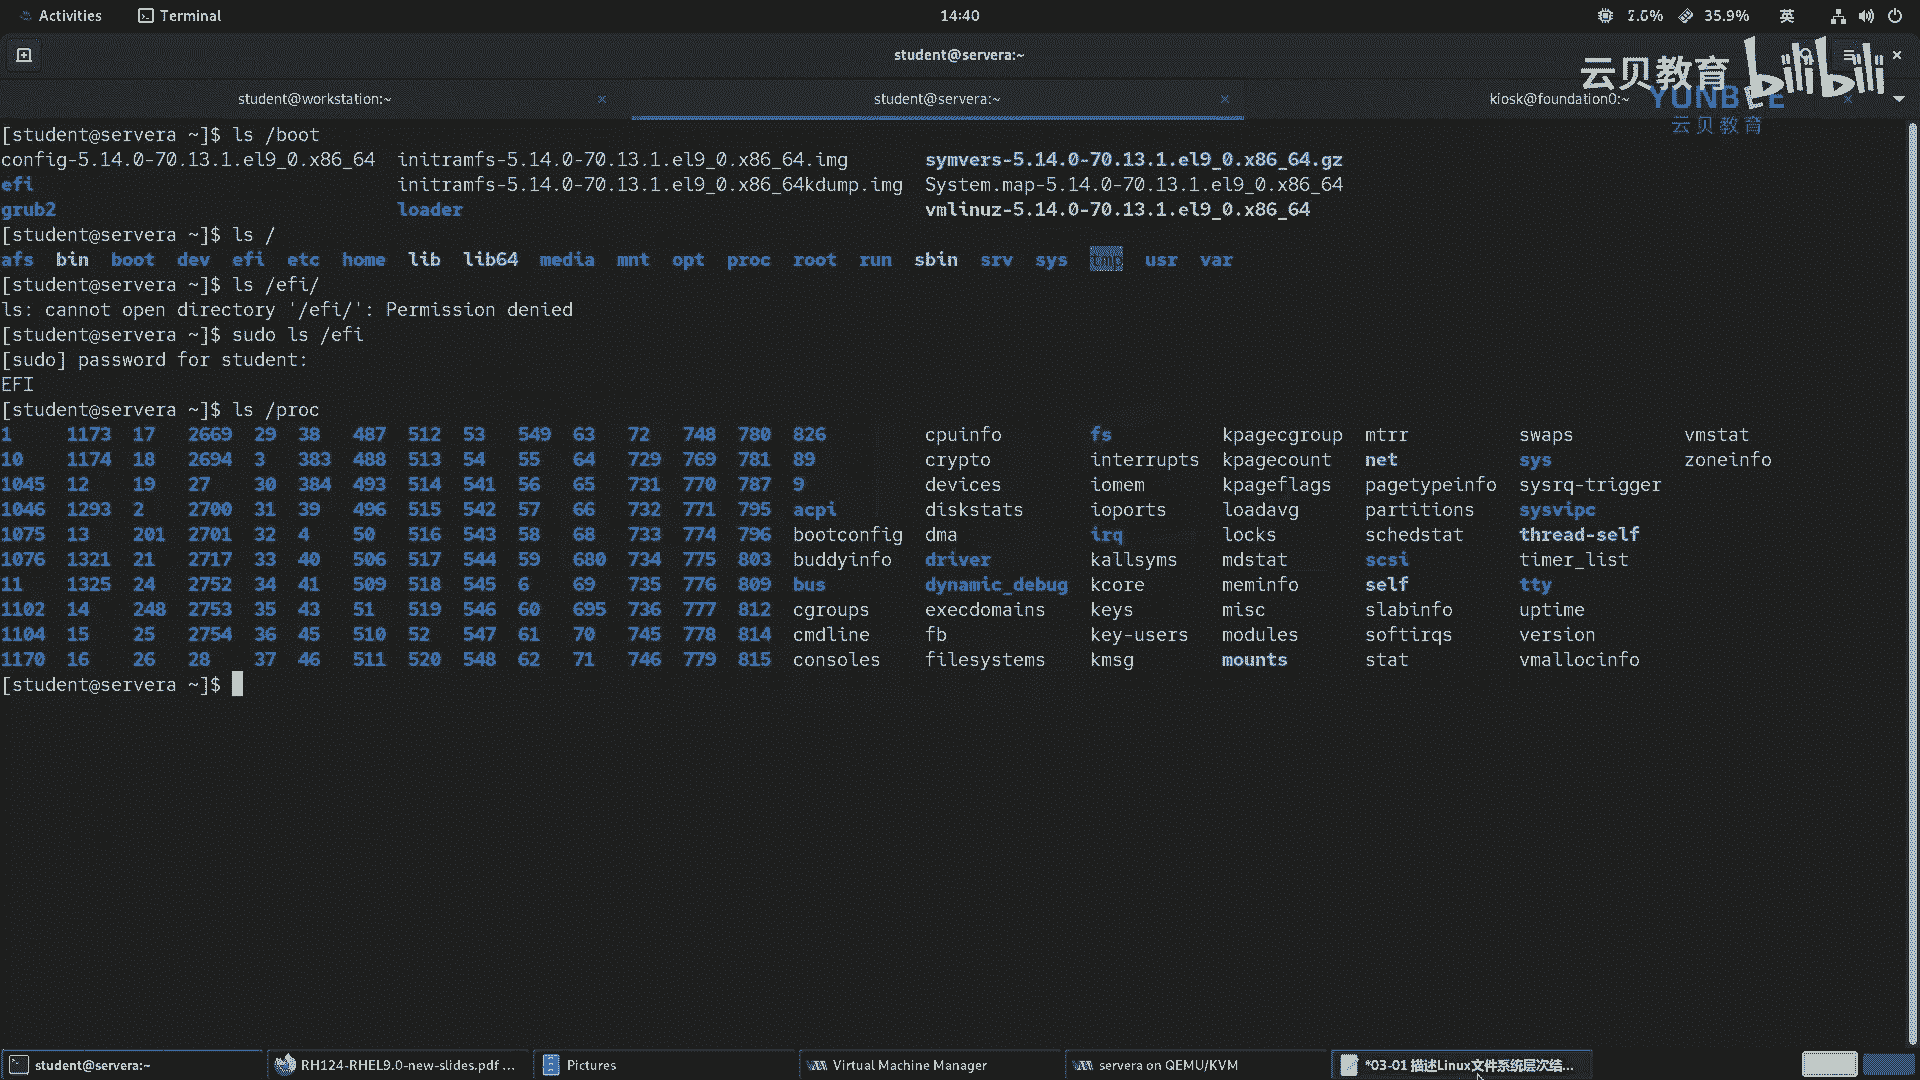 Activities Terminal 14:40 35.9% 英
student@servera:~
云贝教育 bilibili
student@workstation:~ student@servera:~ kiosk@foundation0:~
云贝教育
[student@servera ~]$ ls /boot
config-5.14.0-70.13.1.el9_0.x86_64 initramfs-5.14.0-70.13.1.el9_0.x86_64.img symvers-5.14.0-70.13.1.el9_0.x86_64.gz
efi initramfs-5.14.0-70.13.1.el9_0.x86_64kdump.img System.map-5.14.0-70.13.1.el9_0.x86_64
grub2 loader vmlinuz-5.14.0-70.13.1.el9_0.x86_64
[student@servera ~]$ ls /
afs bin boot dev efi etc home lib lib64 media mnt opt proc root run sbin srv sys tmp usr var
[student@servera ~]$ ls /efi/
ls: cannot open directory '/efi/': Permission denied
[student@servera ~]$ sudo ls /efi
[sudo] password for student:
EFI
[student@servera ~]$ ls /proc
1 1173 17 2669 29 38 487 512 53 549 63 72 748 780 826 cpuinfo fs kpagecgroup mtrr swaps vmstat
10 1174 18 2694 3 383 488 513 54 55 64 729 769 781 89 crypto interrupts kpagecount net sys zoneinfo
1045 12 19 27 30 384 493 514 541 56 65 731 770 787 9 devices iomem kpageflags pagetypeinfo sysrq-trigger
1046 1293 2 2700 31 39 496 515 542 57 66 732 771 795 acpi diskstats ioports loadavg partitions sysvipc
1075 13 201 2701 32 4 50 516 543 58 68 733 774 796 bootconfig dma irq locks schedstat thread-self
1076 1321 21 2717 33 40 506 517 544 59 680 734 775 803 buddyinfo driver kallsyms mdstat scsi timer_list
11 1325 24 2752 34 41 509 518 545 6 69 735 776 809 bus dynamic_debug kcore meminfo self tty
1102 14 248 2753 35 43 51 519 546 60 695 736 777 812 cgroups execdomains keys misc slabinfo uptime
1104 15 25 2754 36 45 510 52 547 61 70 745 778 814 cmdline fb key-users modules softirqs version
1170 16 26 28 37 46 511 520 548 62 71 746 779 815 consoles filesystems kmsg mounts stat vmallocinfo
[student@servera ~]$
student@servera:~ RH124-RHEL9.0-new-slides.pdf ... Pictures Virtual Machine Manager servera on QEMU/KVM *03-01 描述Linux文件系统层次结...